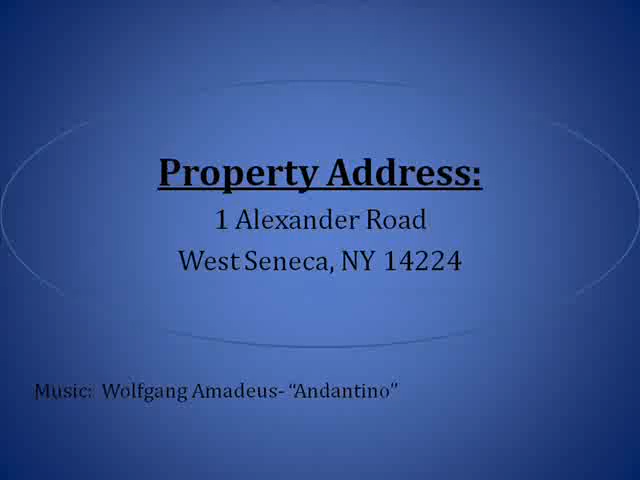 Property Address:
1 Alexander Road
West Seneca, NY 14224
Music:  Wolfgang Amadeus- “Andantino”